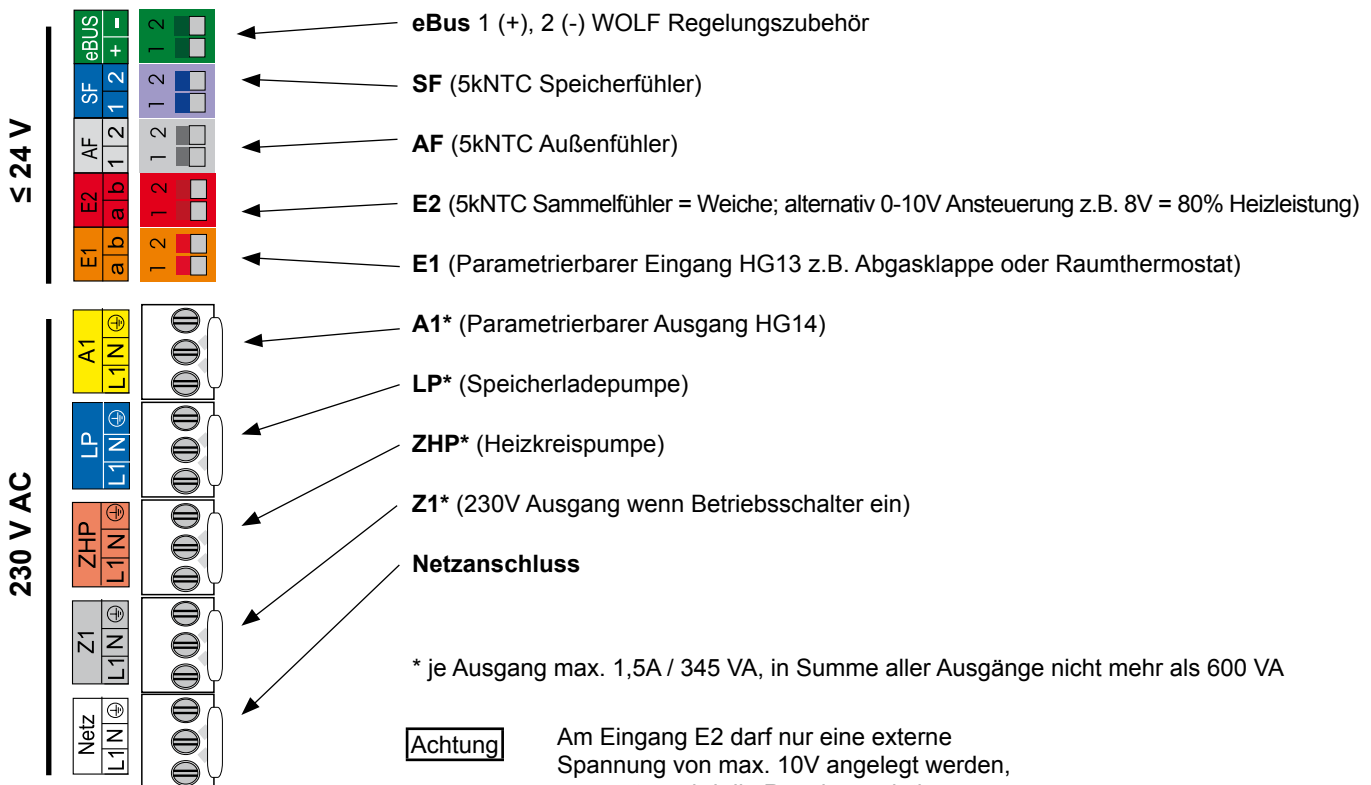 ≤ 24 V
eBUS + - 1 2
eBus 1 (+), 2 (-) WOLF Regelungszubehör
SF 1 2 1 2
SF (5kNTC Speicherfühler)
AF 1 2 1 2
AF (5kNTC Außenfühler)
E2 a b 1 2
E2 (5kNTC Sammelfühler = Weiche; alternativ 0-10V Ansteuerung z.B. 8V = 80% Heizleistung)
E1 a b 1 2
E1 (Parametrierbarer Eingang HG13 z.B. Abgasklappe oder Raumthermostat)
230 V AC
A1 L1 N
A1* (Parametrierbarer Ausgang HG14)
LP L1 N
LP* (Speicherladepumpe)
ZHP L1 N
ZHP* (Heizkreispumpe)
Z1 L1 N
Z1* (230V Ausgang wenn Betriebsschalter ein)
Netz L1 N
Netzanschluss
* je Ausgang max. 1,5A / 345 VA, in Summe aller Ausgänge nicht mehr als 600 VA
Achtung
Am Eingang E2 darf nur eine externe
Spannung von max. 10V angelegt werden,